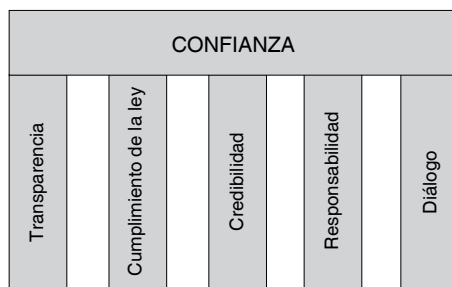 CONFIANZA
Transparencia
Cumplimiento de la ley
Credibilidad
Responsabilidad
Diálogo